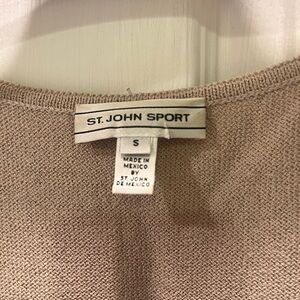 ST. JOHN SPORT
S
MADE IN
MEXICO
BY
ST JOHN
DE MEXICO